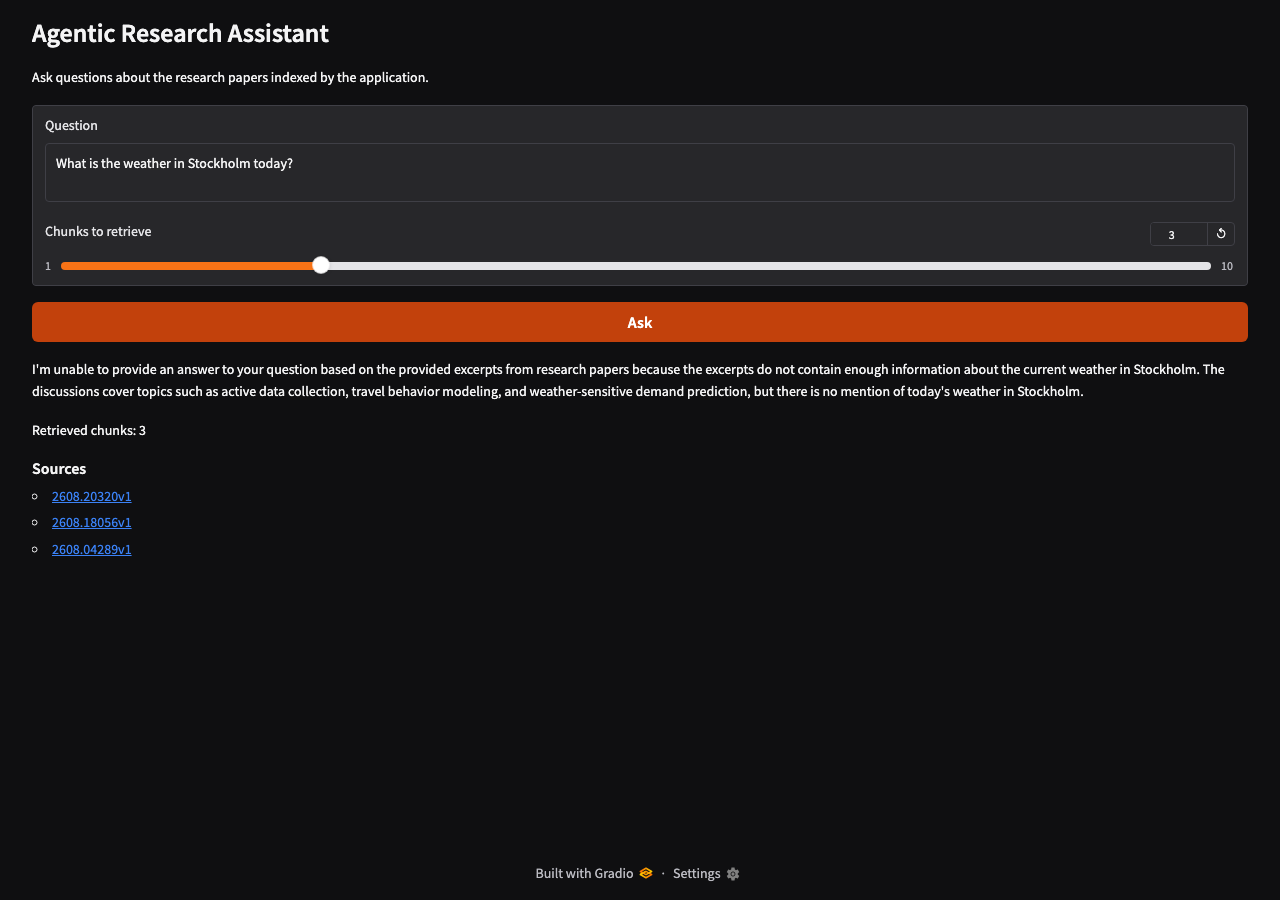 Agentic Research Assistant
Ask questions about the research papers indexed by the application.
Question
What is the weather in Stockholm today?
Chunks to retrieve
3
1
10
Ask
I'm unable to provide an answer to your question based on the provided excerpts from research papers because the excerpts do not contain enough information about the current weather in Stockholm. The
discussions cover topics such as active data collection, travel behavior modeling, and weather-sensitive demand prediction, but there is no mention of today's weather in Stockholm.
Retrieved chunks: 3
Sources
2608.20320v1
2608.18056v1
2608.04289v1
Built with Gradio · Settings